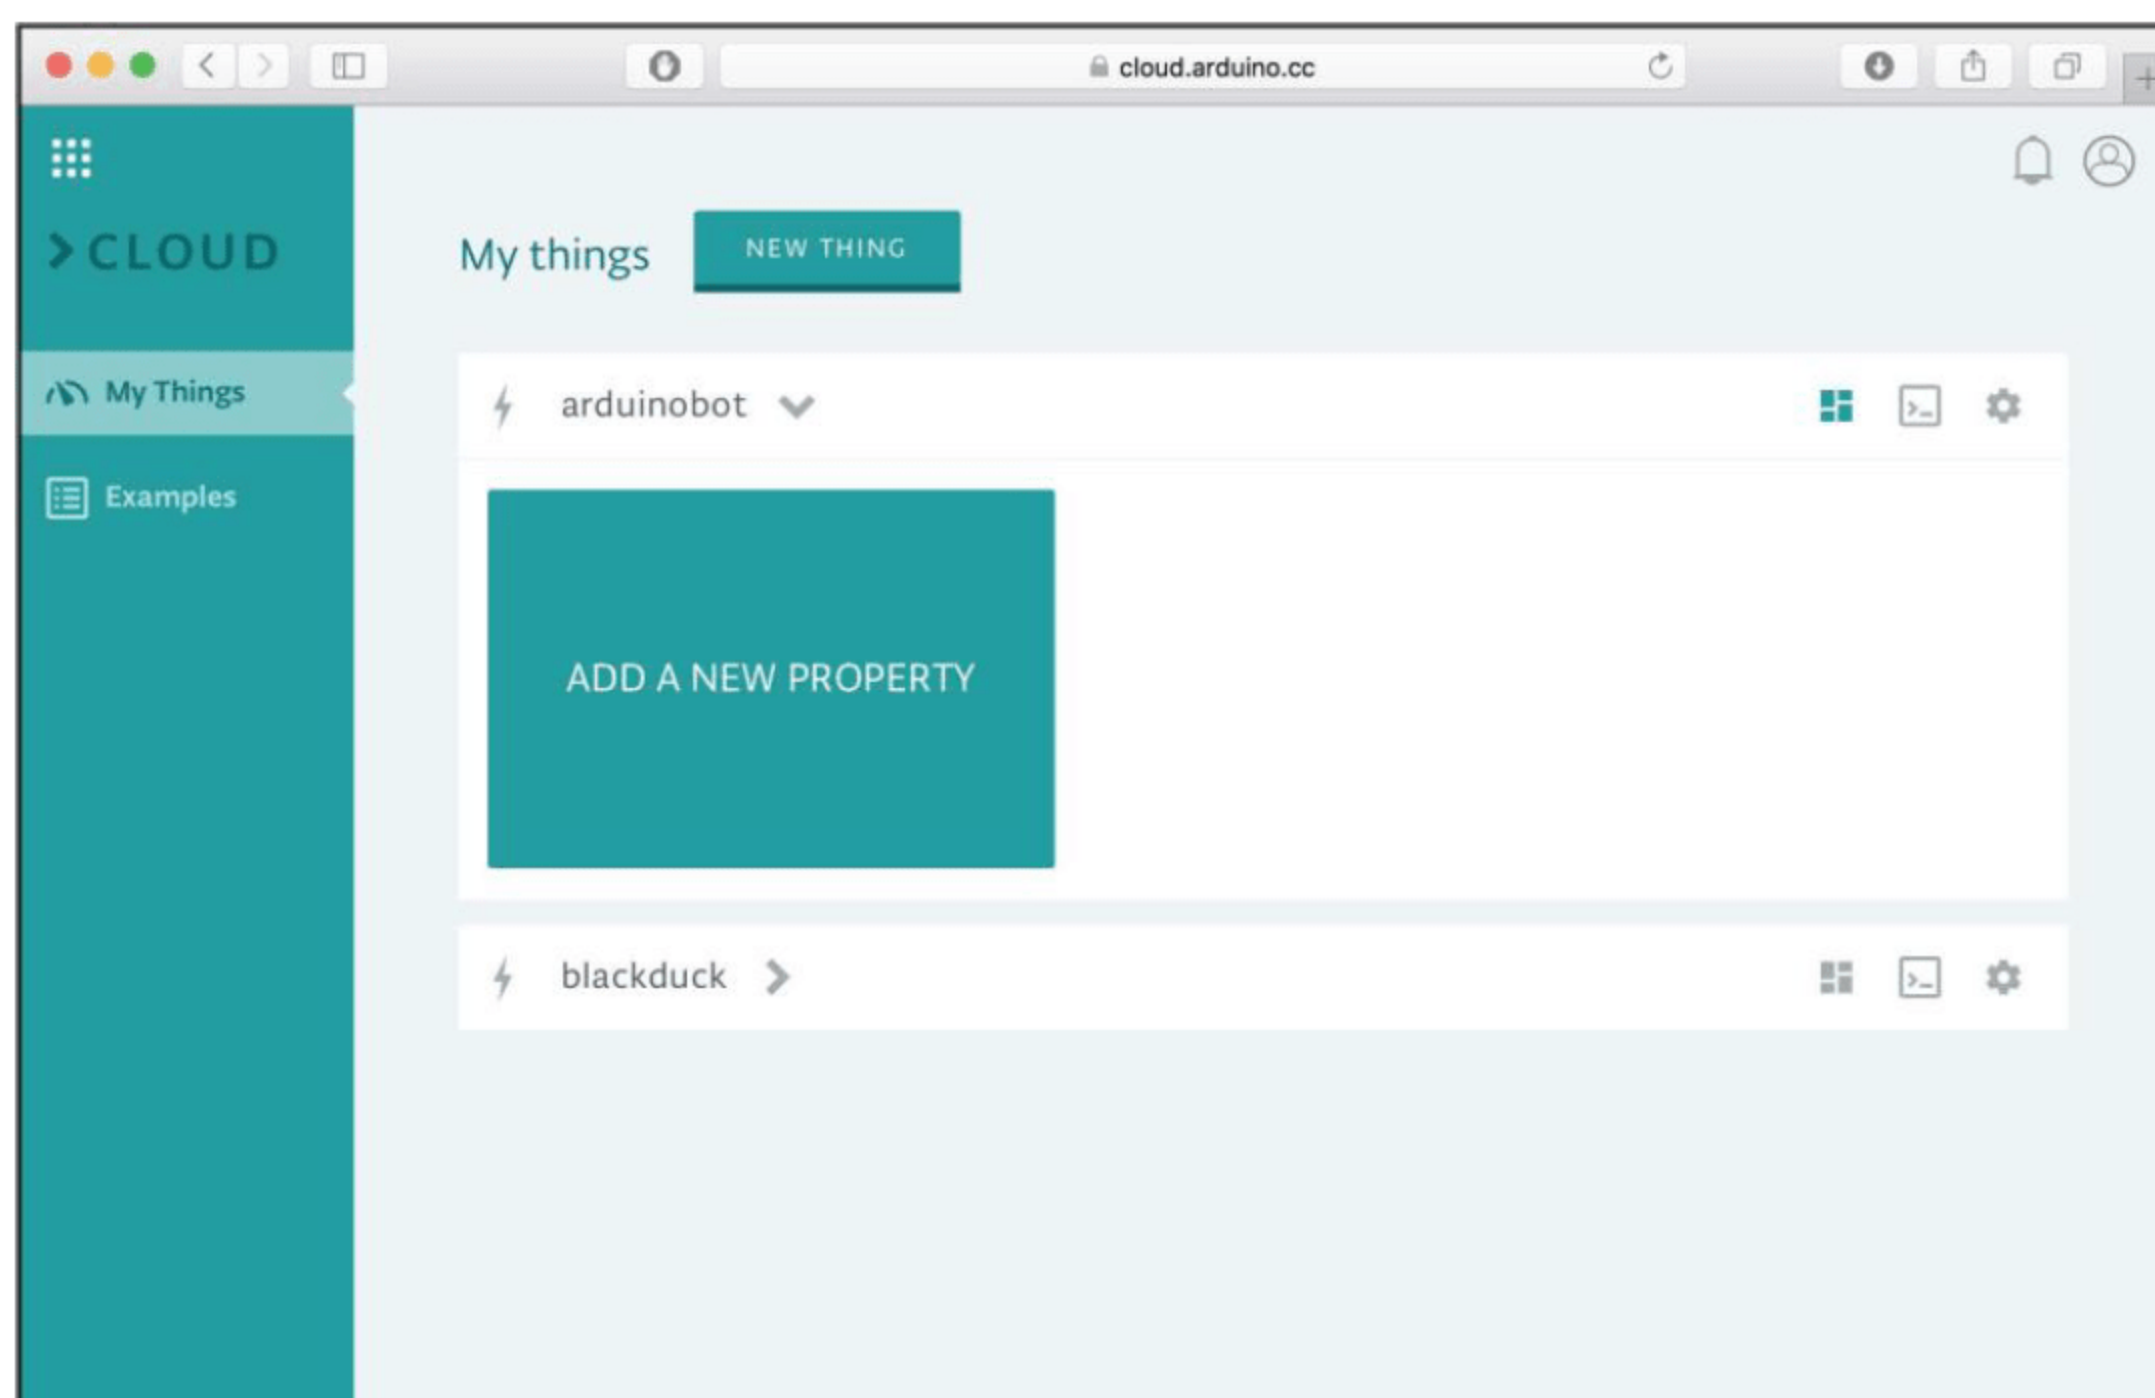 cloud.arduino.cc
CLOUD
My things
NEW THING
My Things
Examples
arduinobot
ADD A NEW PROPERTY
blackduck